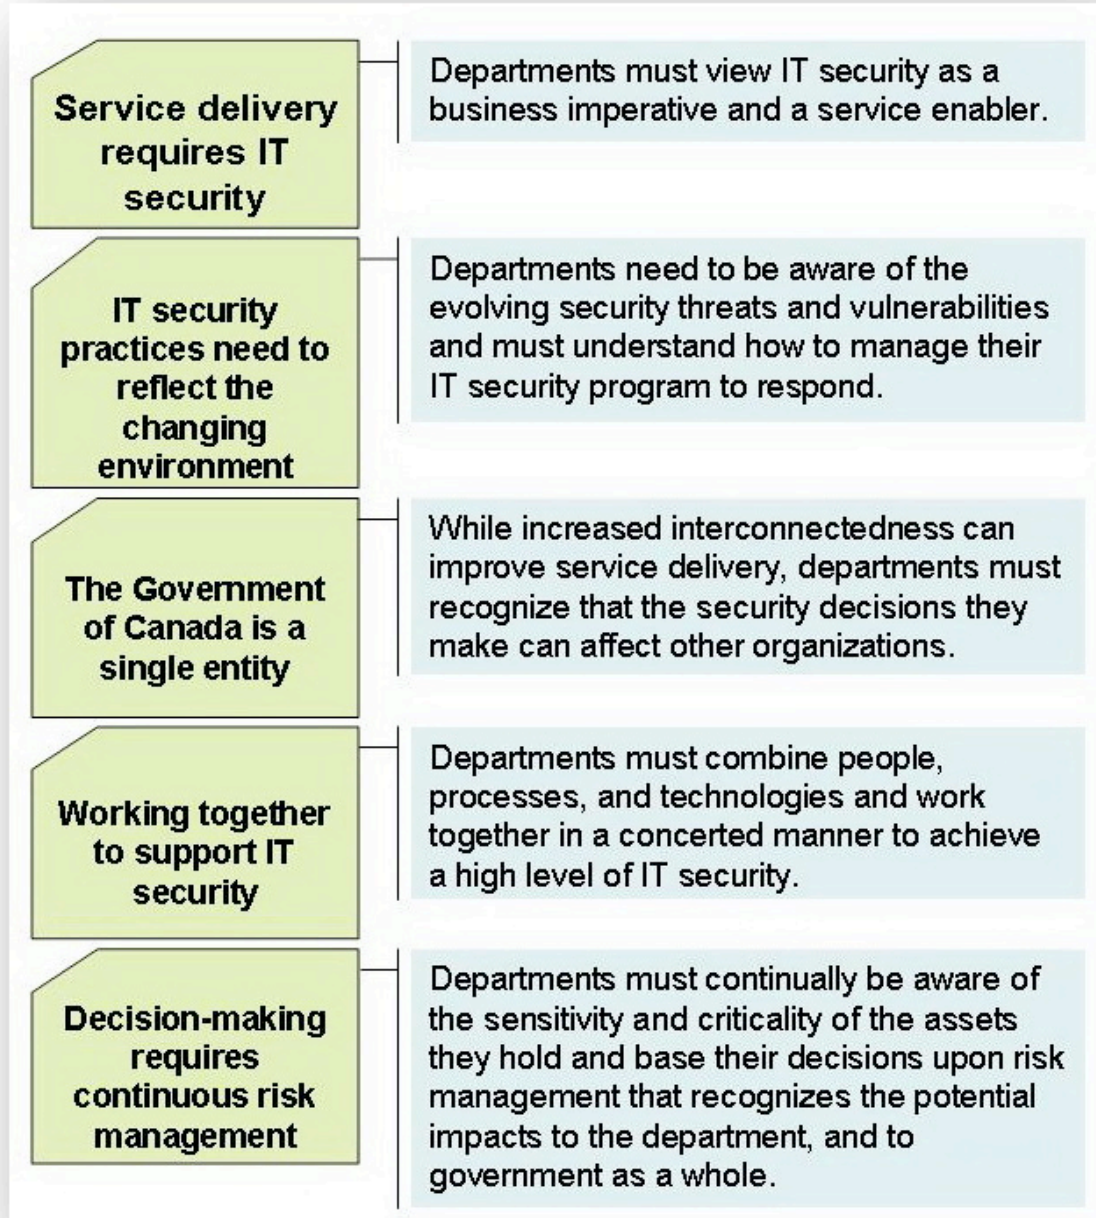 Service delivery
requires IT
security
Departments must view IT security as a
business imperative and a service enabler.
IT security
practices need to
reflect the
changing
environment
Departments need to be aware of the
evolving security threats and vulnerabilities
and must understand how to manage their
IT security program to respond.
The Government
of Canada is a
single entity
While increased interconnectedness can
improve service delivery, departments must
recognize that the security decisions they
make can affect other organizations.
Working together
to support IT
security
Departments must combine people,
processes, and technologies and work
together in a concerted manner to achieve
a high level of IT security.
Decision-making
requires
continuous risk
management
Departments must continually be aware of
the sensitivity and criticality of the assets
they hold and base their decisions upon risk
management that recognizes the potential
impacts to the department, and to
government as a whole.